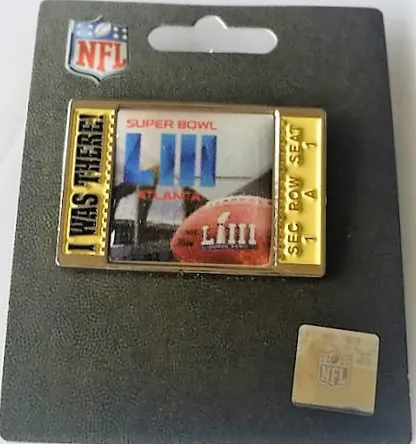 NFL
I WAS THERE!
SUPER BOWL
LIII
ATLANTA
LIII
SEC ROW SEAT
1 A 1
NFL